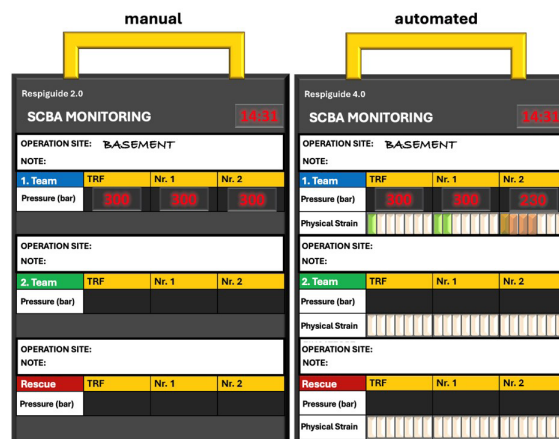 manual
Respiguide 2.0
SCBA MONITORING 14:31
OPERATION SITE: BASEMENT
NOTE:
1. Team TRF Nr. 1 Nr. 2
Pressure (bar) 300 300 300
OPERATION SITE:
NOTE:
2. Team TRF Nr. 1 Nr. 2
Pressure (bar)
OPERATION SITE:
NOTE:
Rescue TRF Nr. 1 Nr. 2
Pressure (bar)
automated
Respiguide 4.0
SCBA MONITORING 14:31
OPERATION SITE: BASEMENT
NOTE:
1. Team TRF Nr. 1 Nr. 2
Pressure (bar) 300 300 230
Physical Strain
OPERATION SITE:
NOTE:
2. Team TRF Nr. 1 Nr. 2
Pressure (bar)
Physical Strain
OPERATION SITE:
NOTE:
Rescue TRF Nr. 1 Nr. 2
Pressure (bar)
Physical Strain